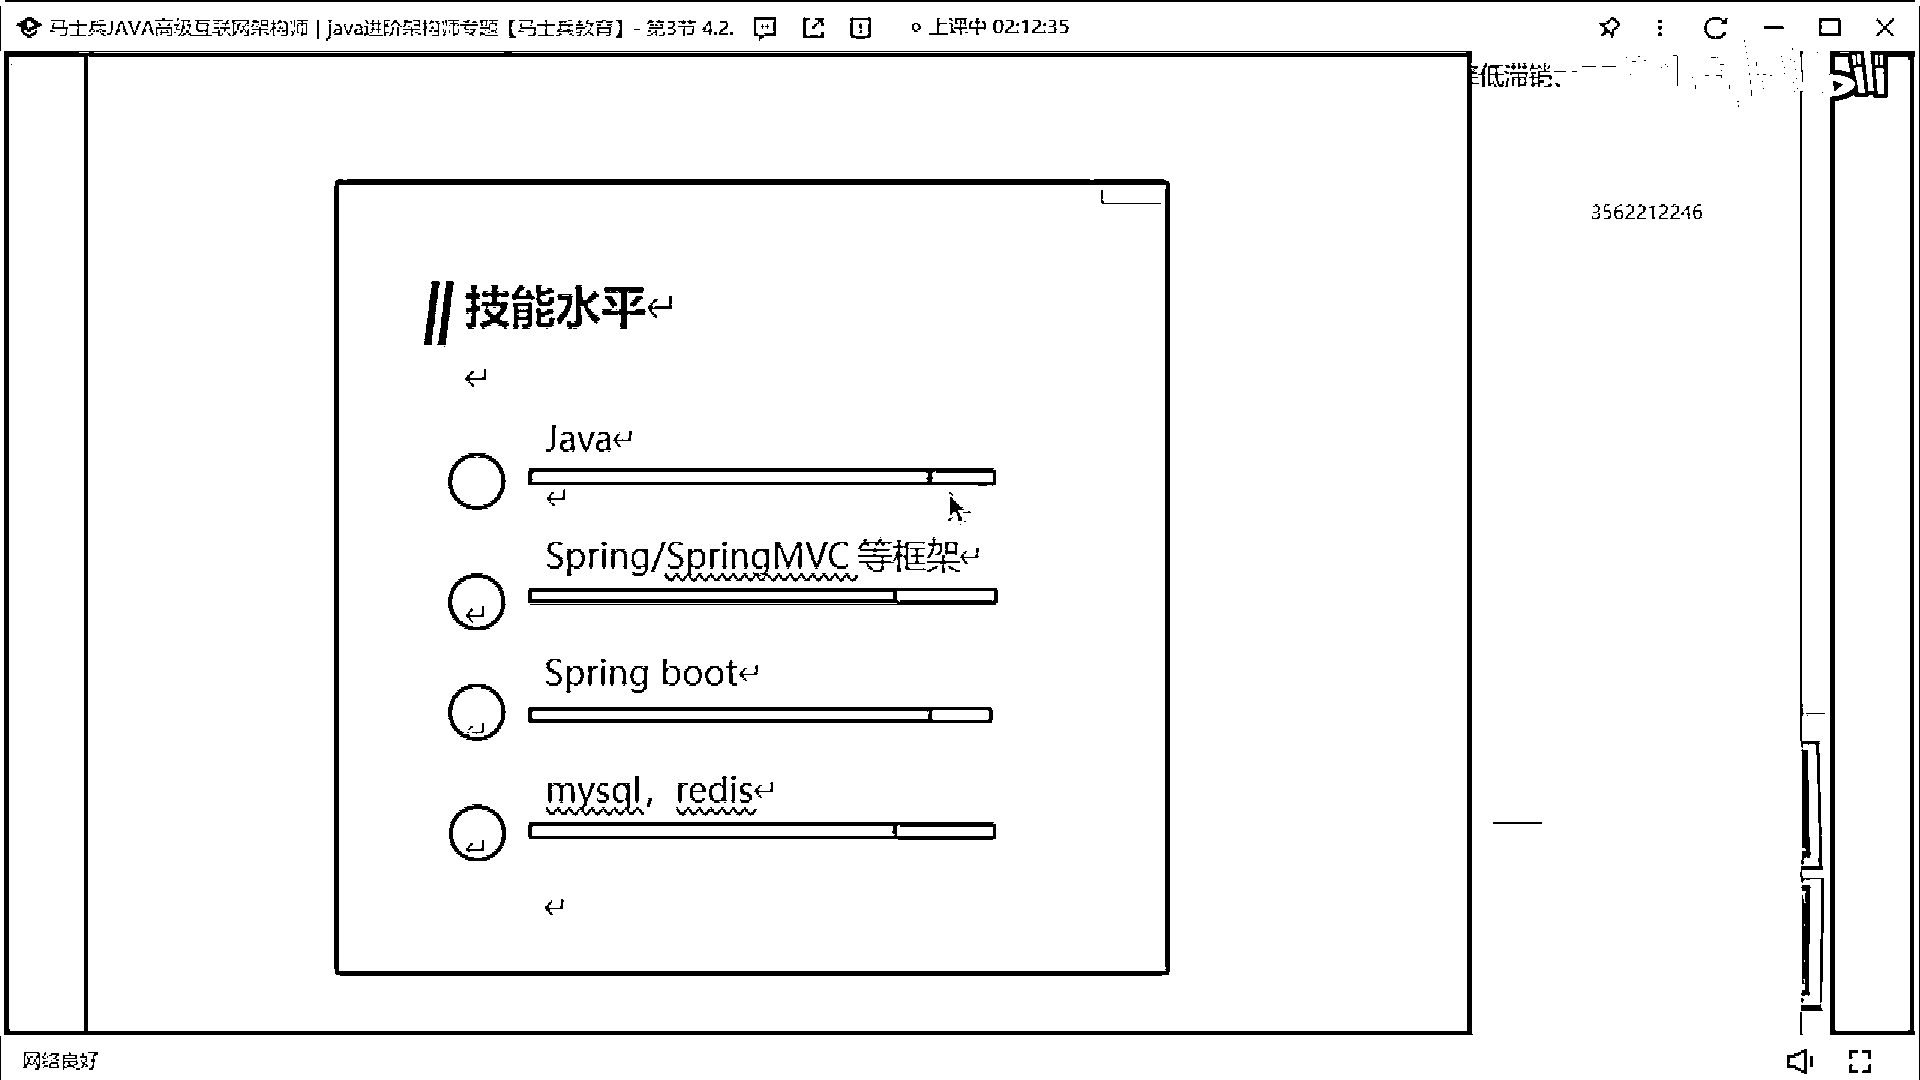 马士兵JAVA高级互联网架构师 | java进阶架构师专题【马士兵教育】 - 第3节 4.2.
上课中 02:12:35
低滞销、
3562212246
技能水平
Java
Spring/SpringMVC 等框架
Spring boot
mysql，redis
网络良好